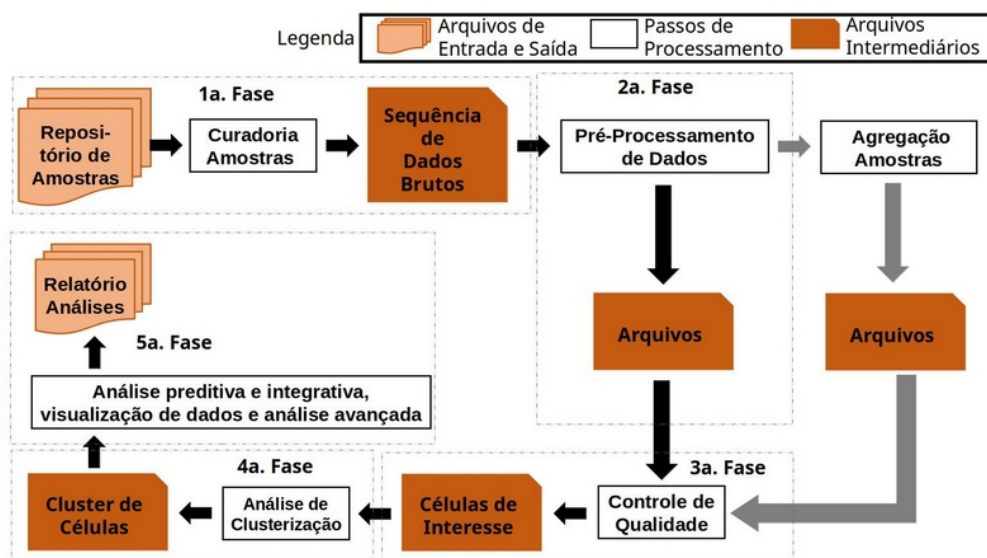 Legenda
Arquivos de
Entrada e Saída
Passos de
Processamento
Arquivos
Intermediários
1a. Fase
Reposi-
tório de
Amostras
Curadoria
Amostras
Sequência
de
Dados
Brutos
2a. Fase
Pré-Processamento
de Dados
Agregação
Amostras
Arquivos
Arquivos
Relatório
Análises
5a. Fase
Análise preditiva e integrativa,
visualização de dados e análise avançada
4a. Fase
Cluster de
Células
Análise de
Clusterização
3a. Fase
Células de
Interesse
Controle de
Qualidade